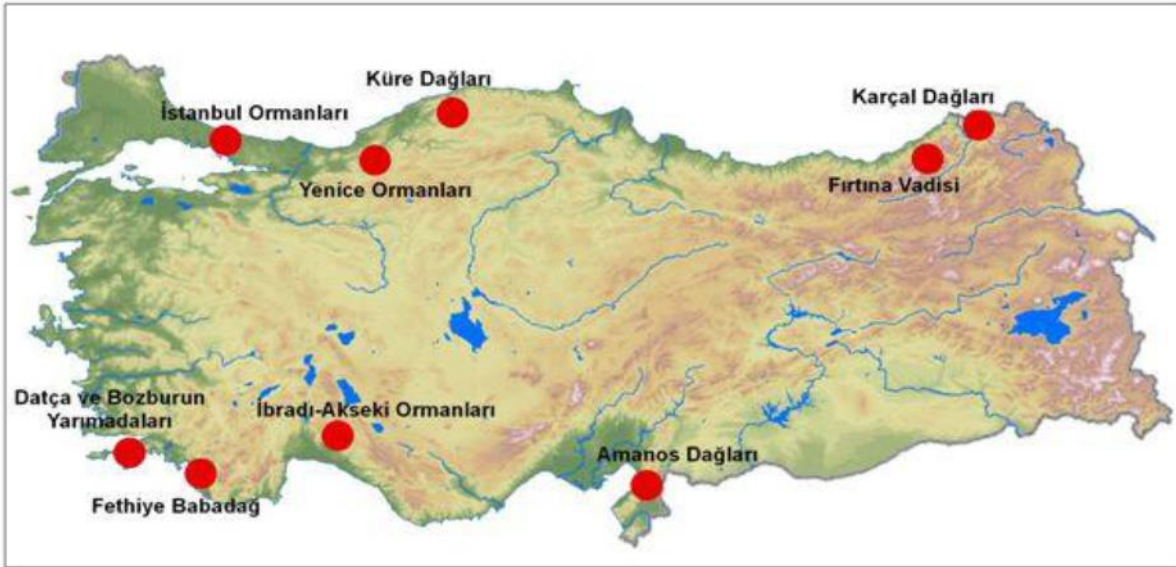 Küre Dağları
Karçal Dağları
İstanbul Ormanları
Yenice Ormanları
Fırtına Vadisi
Datça ve Bozburun
Yarımadaları
İbradı-Akseki Ormanları
Amanos Dağları
Fethiye Babadağ